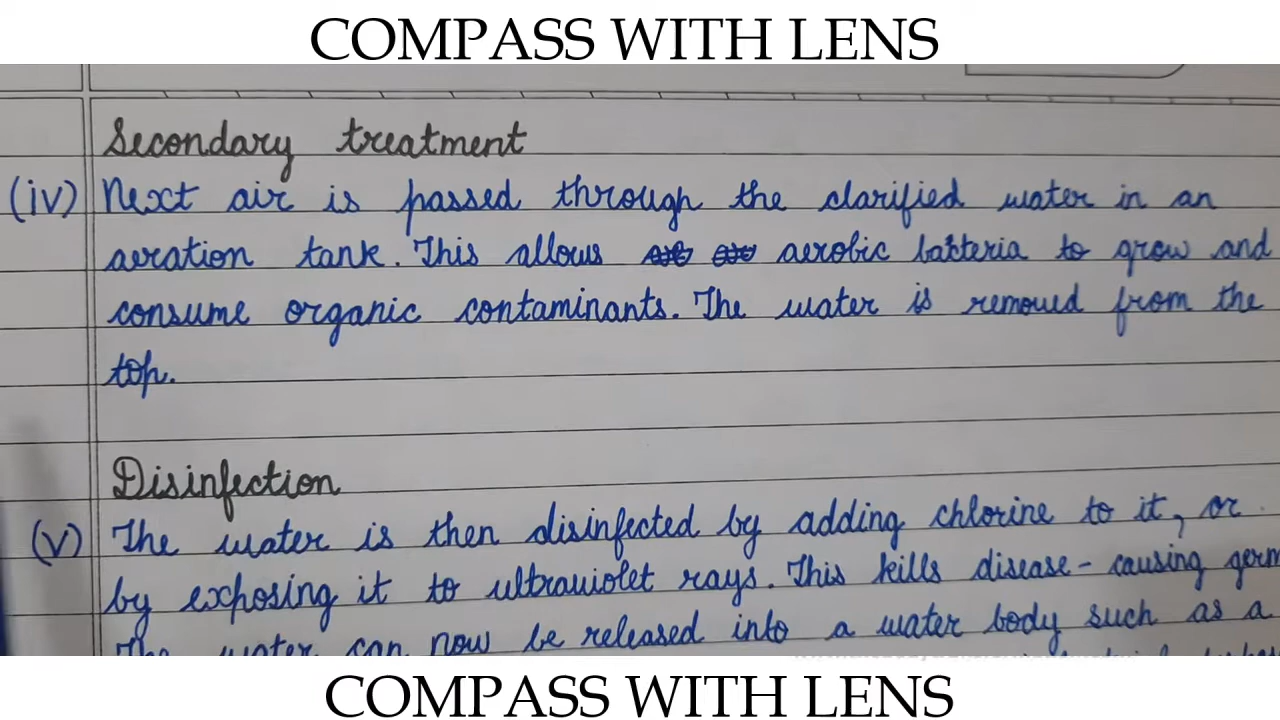 COMPASS WITH LENS
Secondary treatment
(iv) Next air is passed through the clarified water in an
aeration tank. This allows aerobic bacteria to grow and
consume organic contaminants. The water is removed from the
top.
Disinfection
(v) The water is then disinfected by adding chlorine to it, or
by exposing it to ultraviolet rays. This kills disease-causing germ
The water can now be released into a water body such as a
COMPASS WITH LENS